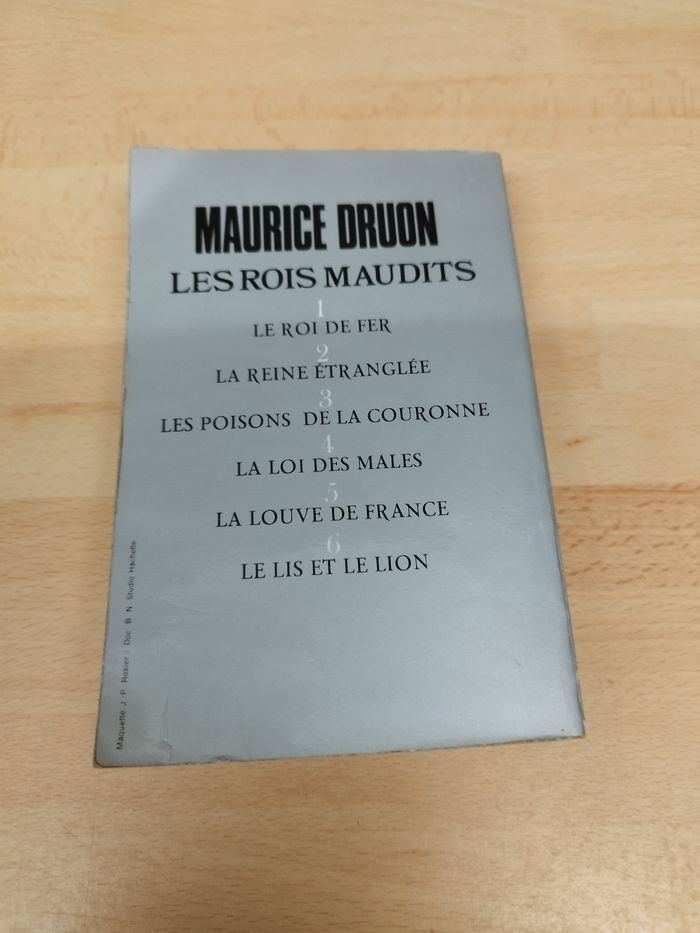 MAURICE DRUON
LES ROIS MAUDITS
1
LE ROI DE FER
2
LA REINE ÉTRANGLÉE
3
LES POISONS DE LA COURONNE
4
LA LOI DES MALES
5
LA LOUVE DE FRANCE
6
LE LIS ET LE LION
Maquette J.-P. Rosier / Doc B. N. Studio Hachette